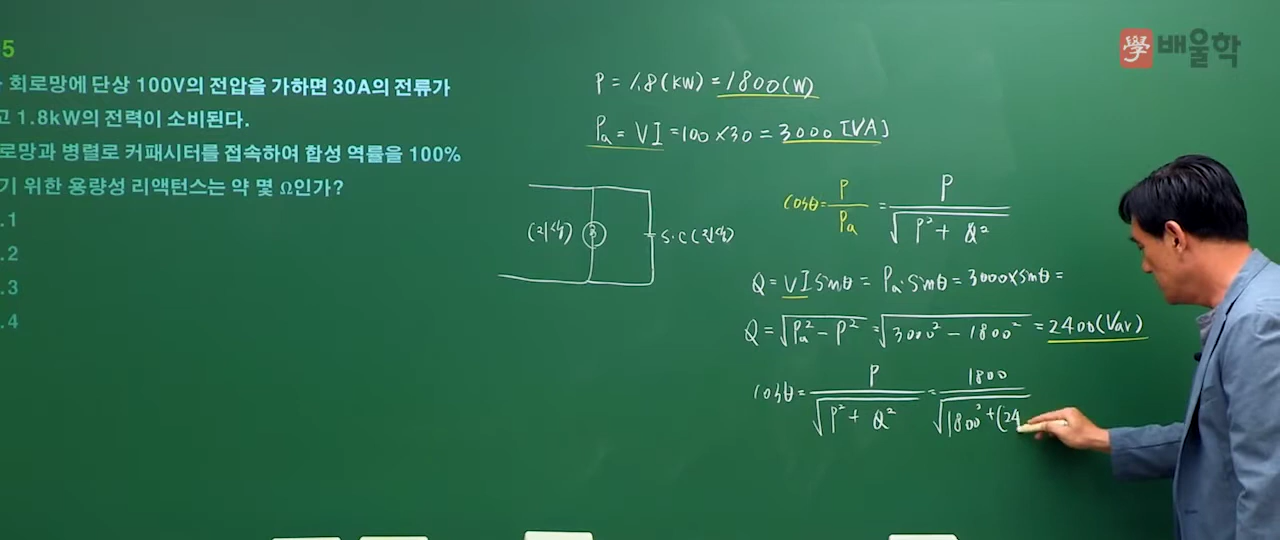 學 배울학
5
회로망에 단상 100V의 전압을 가하면 30A의 전류가
고 1.8kW의 전력이 소비된다.
로망과 병렬로 커패시터를 접속하여 합성 역률을 100%
기 위한 용량성 리액턴스는 약 몇 Ω인가?
.1
.2
.3
.4
P = 1.8(KW) = 1800(W)
Pa = VI = 100 × 30 = 3000 [VA]
cosθ = P / Pa = P / √P² + Q²
(지상) S.C(진상)
Q = VI sinθ = Pa·sinθ = 3000 × sinθ =
Q = √Pa² - P² = √3000² - 1800² = 2400(Var)
cosθ = P / √P² + Q² = 1800 / √1800² + (24